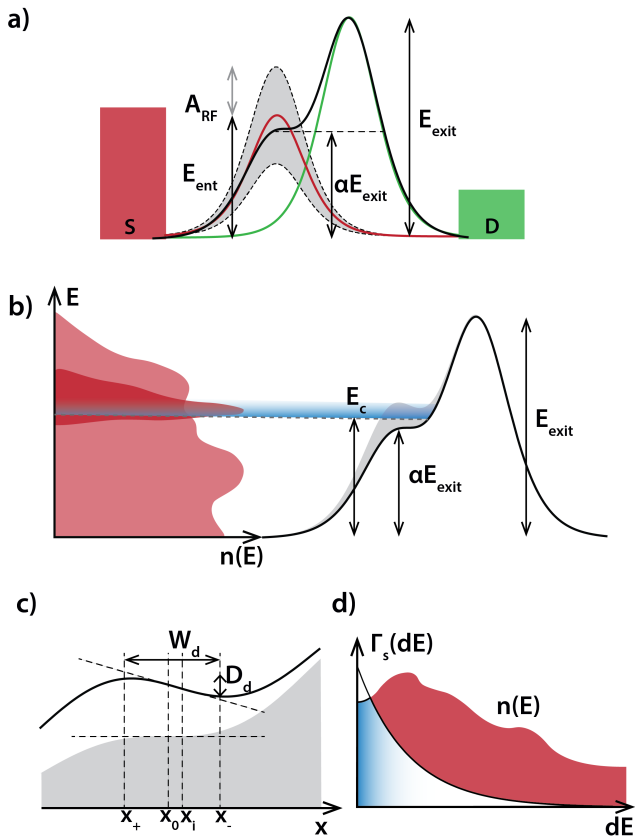 a)
A_RF
E_ent
αE_exit
E_exit
S
D
b)
E
E_c
αE_exit
E_exit
n(E)
c)
W_d
D_d
x_+
x_0
x_i
x_-
x
d)
Γ_s(dE)
n(E)
dE